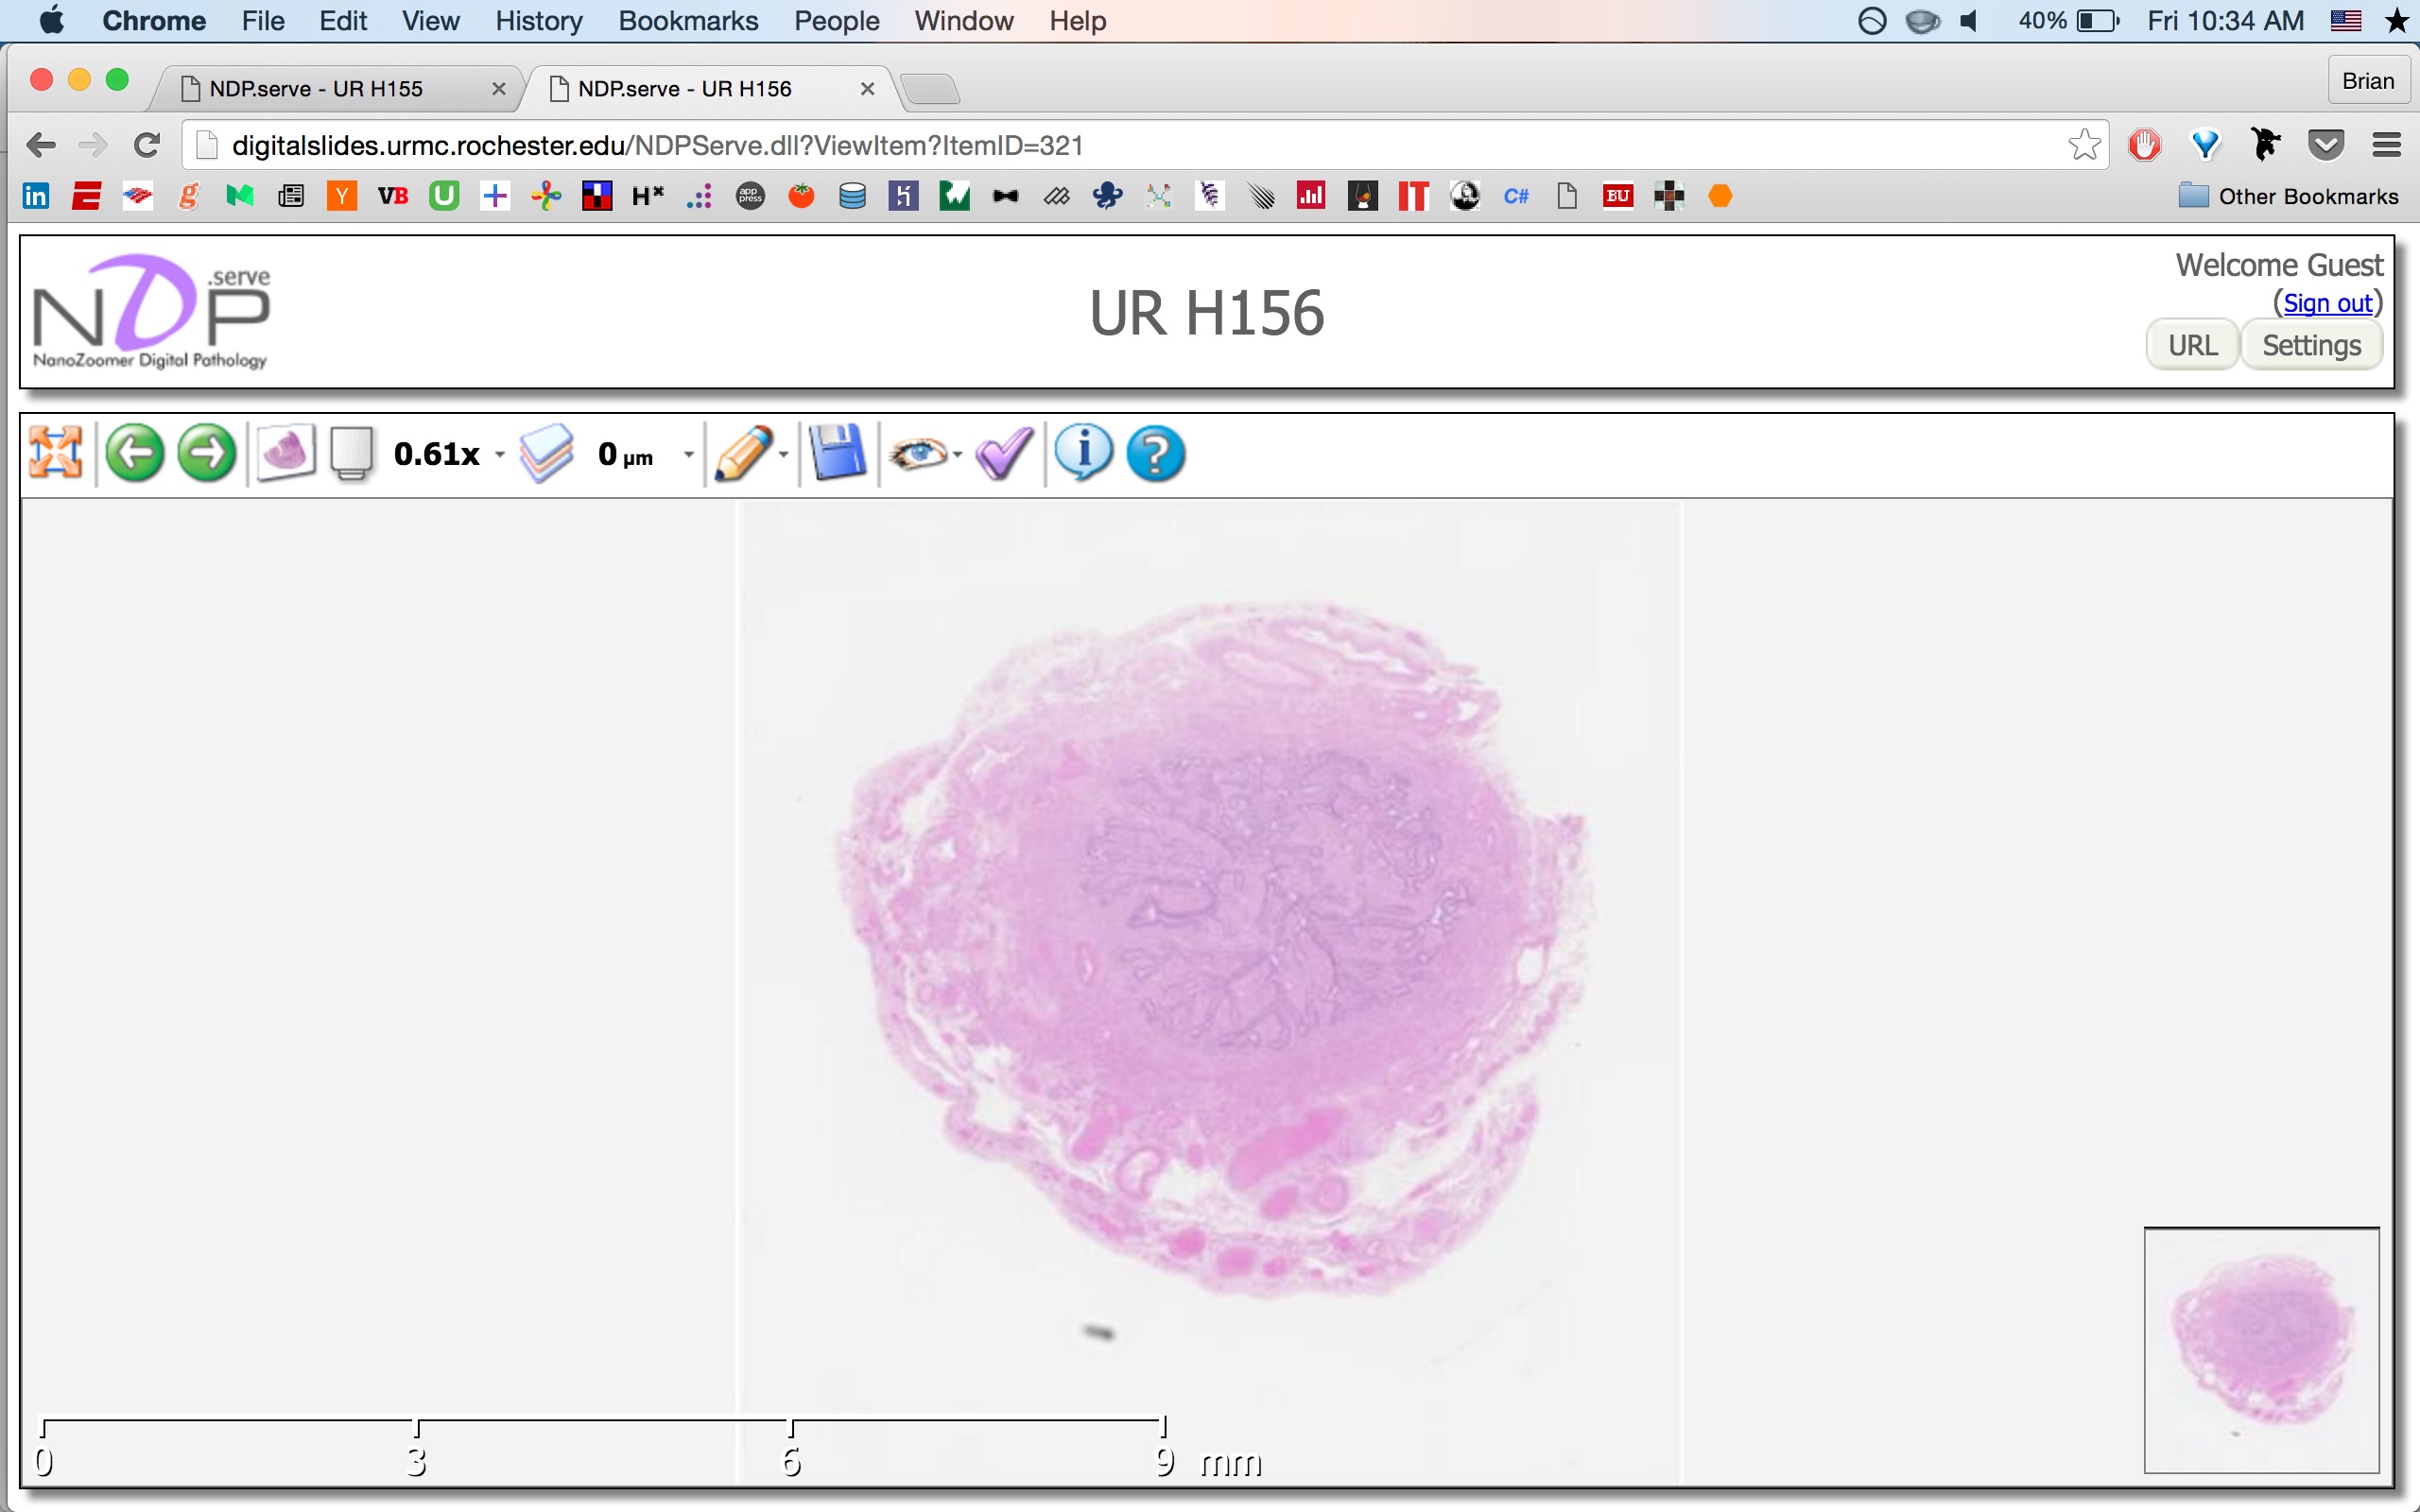 Chrome File Edit View History Bookmarks People Window Help 40% Fri 10:34 AM
NDP.serve - UR H155 NDP.serve - UR H156 Brian
digitalslides.urmc.rochester.edu/NDPServe.dll?ViewItem?ItemID=321
in E g Y VB U H* app press IT C# BU Other Bookmarks
NDP .serve
NanoZoomer Digital Pathology
UR H156
Welcome Guest
(Sign out)
URL Settings
0.61x 0 µm
0 3 6 9 mm